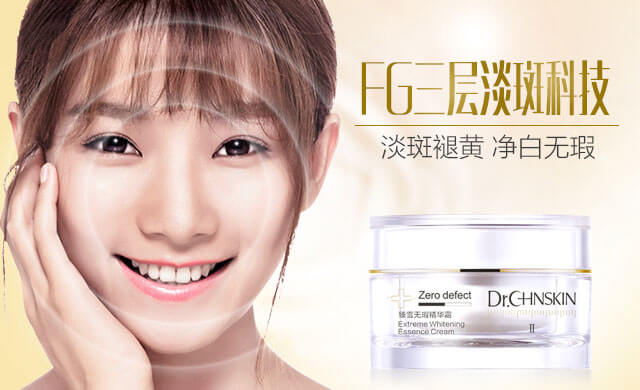 FG三层淡斑科技
淡斑褪黄 净白无瑕
Zero defect
臻雪无瑕精华霜
Extreme Whitening
Essence Cream
Dr.CHNSKIN
II